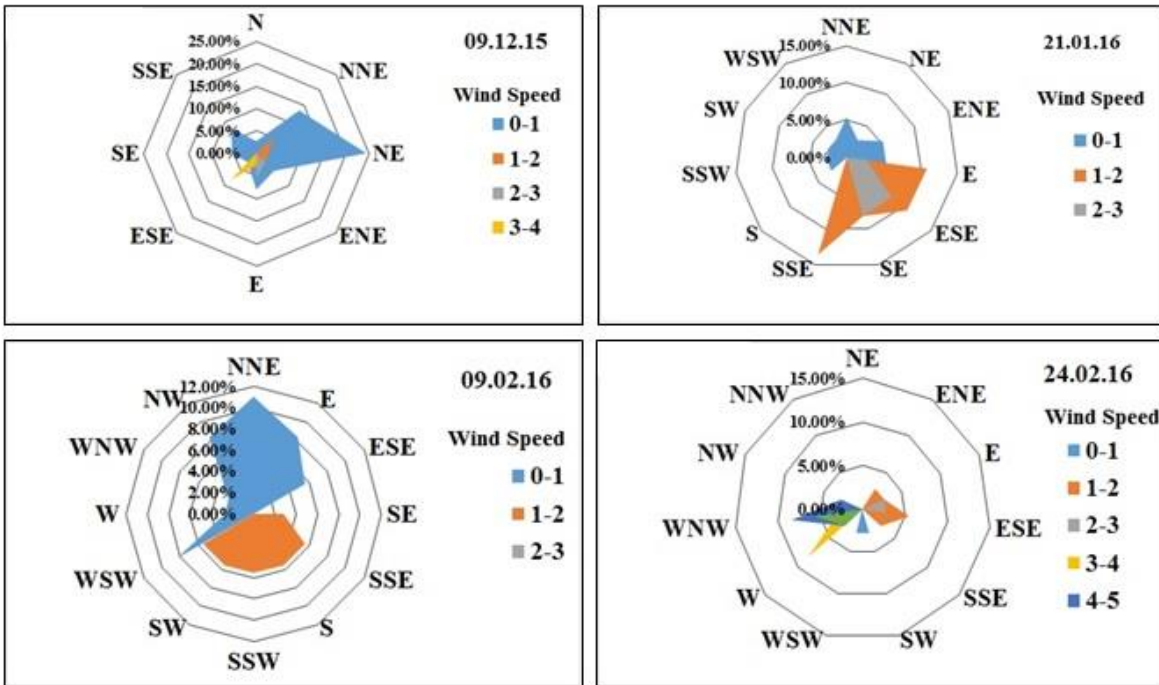 N
25.00%
20.00%
15.00%
10.00%
5.00%
0.00%
NNE
NE
ENE
E
ESE
SE
SSE
09.12.15
Wind Speed
0-1
1-2
2-3
3-4
NNE
15.00%
10.00%
5.00%
0.00%
NE
ENE
E
ESE
SE
SSE
S
SSW
SW
WSW
21.01.16
Wind Speed
0-1
1-2
2-3
NNE
12.00%
10.00%
8.00%
6.00%
4.00%
2.00%
0.00%
E
ESE
SE
SSE
S
SSW
SW
WSW
W
WNW
NW
09.02.16
Wind Speed
0-1
1-2
2-3
NE
15.00%
10.00%
5.00%
0.00%
ENE
E
ESE
SSE
SW
WSW
W
WNW
NW
NNW
24.02.16
Wind Speed
0-1
1-2
2-3
3-4
4-5